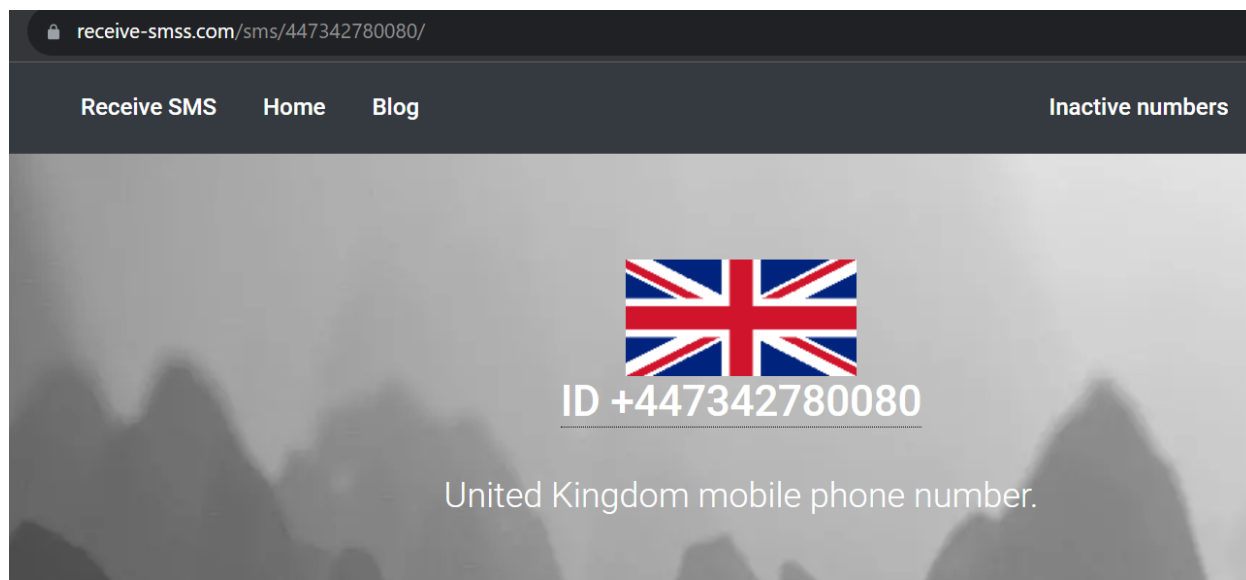 receive-smss.com/sms/447342780080/
Receive SMS Home Blog Inactive numbers
ID +447342780080
United Kingdom mobile phone number.